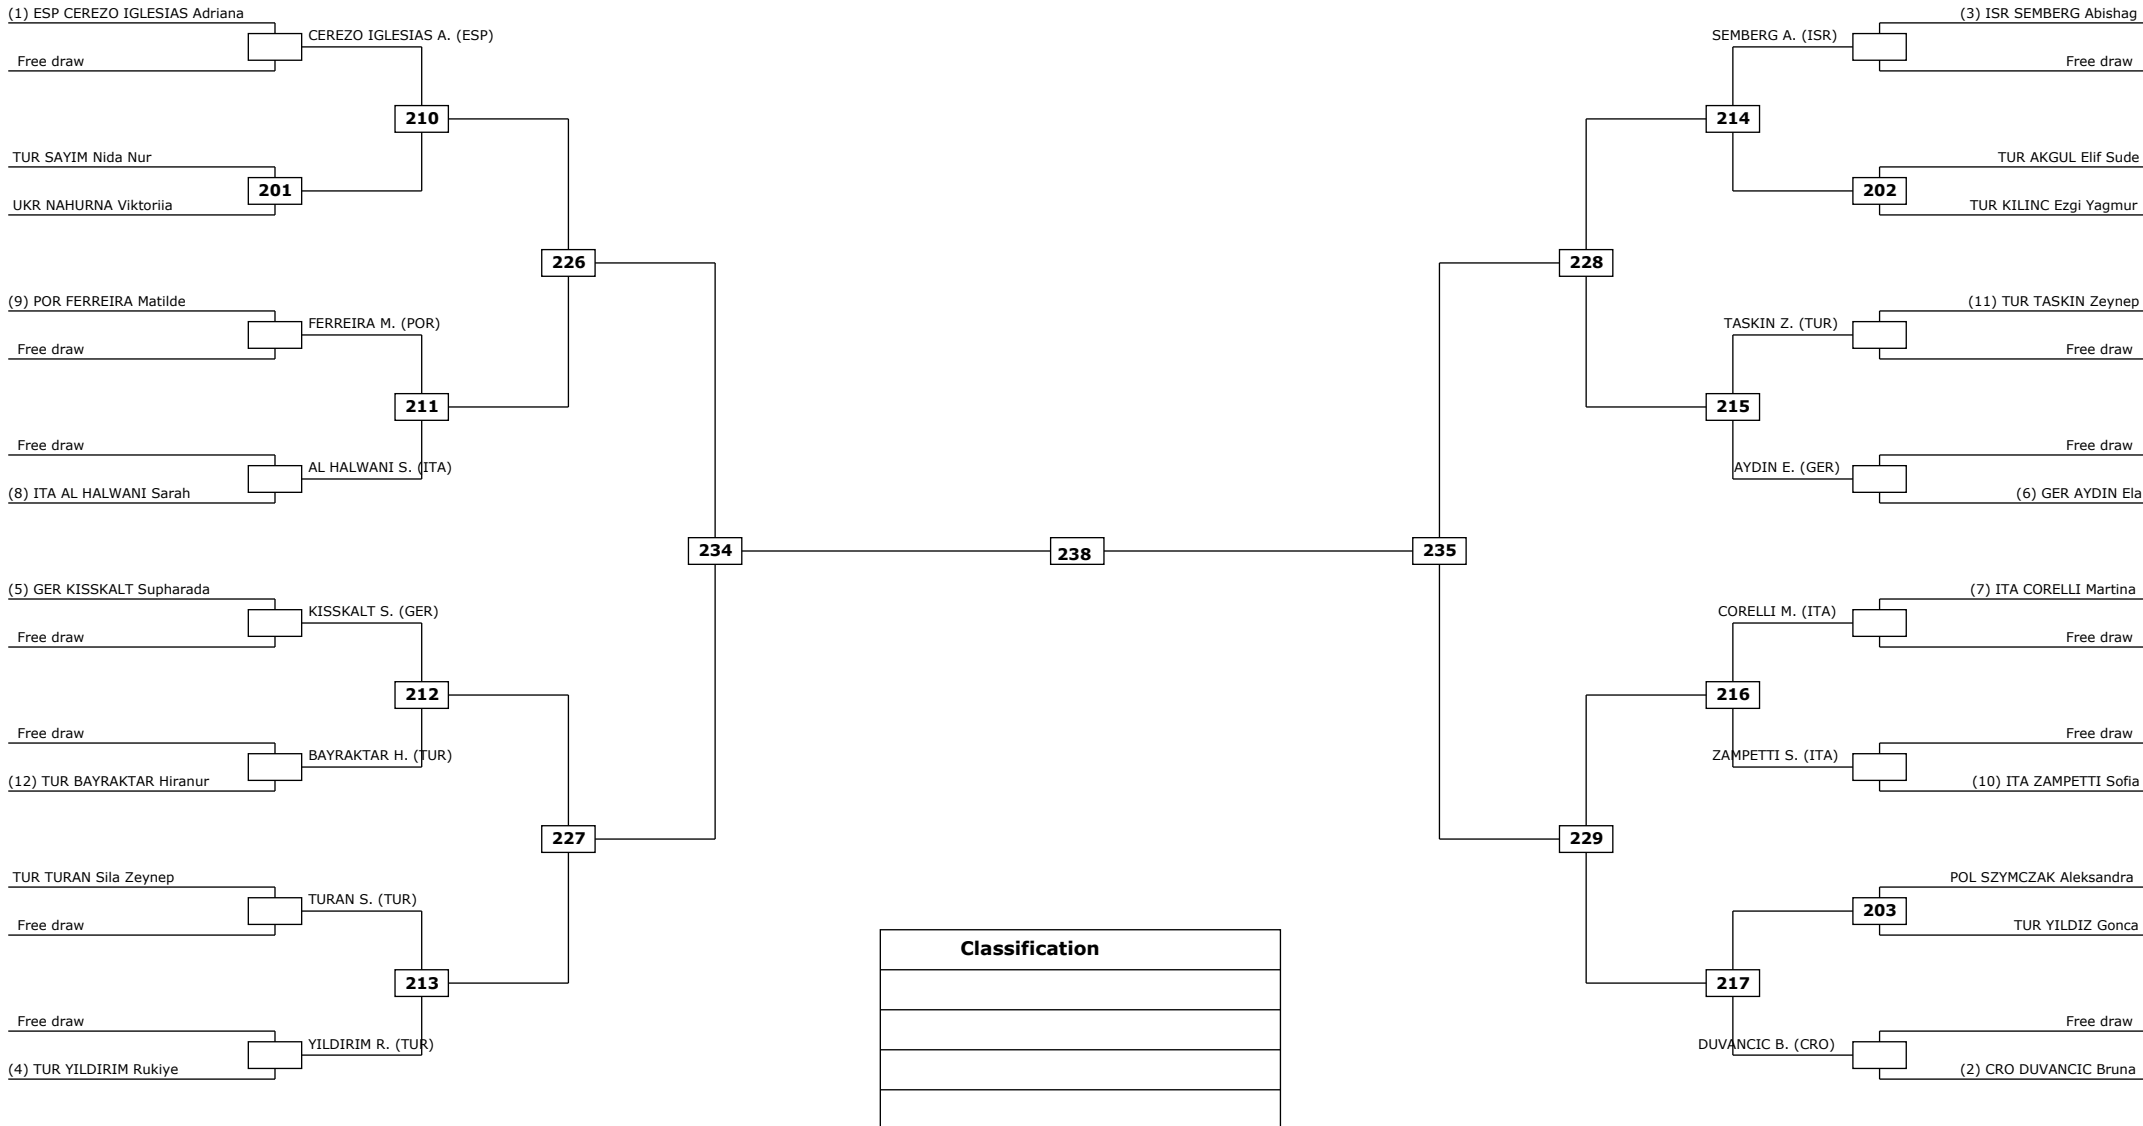 (1) ESP CEREZO IGLESIAS Adriana
CEREZO IGLESIAS A. (ESP)
Free draw
210
TUR SAYIM Nida Nur
201
UKR NAHURNA Viktoriia
226
(9) POR FERREIRA Matilde
FERREIRA M. (POR)
Free draw
211
Free draw
AL HALWANI S. (ITA)
(8) ITA AL HALWANI Sarah
234
(5) GER KISSKALT Supharada
KISSKALT S. (GER)
Free draw
212
Free draw
BAYRAKTAR H. (TUR)
(12) TUR BAYRAKTAR Hiranur
227
TUR TURAN Sila Zeynep
TURAN S. (TUR)
Free draw
213
Free draw
YILDIRIM R. (TUR)
(4) TUR YILDIRIM Rukiye
238
Classification
(3) ISR SEMBERG Abishag
SEMBERG A. (ISR)
Free draw
214
TUR AKGUL Elif Sude
202
TUR KILINC Ezgi Yagmur
228
(11) TUR TASKIN Zeynep
TASKIN Z. (TUR)
Free draw
215
Free draw
AYDIN E. (GER)
(6) GER AYDIN Ela
235
(7) ITA CORELLI Martina
CORELLI M. (ITA)
Free draw
216
Free draw
ZAMPETTI S. (ITA)
(10) ITA ZAMPETTI Sofia
229
POL SZYMCZAK Aleksandra
203
TUR YILDIZ Gonca
217
Free draw
DUVANCIC B. (CRO)
(2) CRO DUVANCIC Bruna